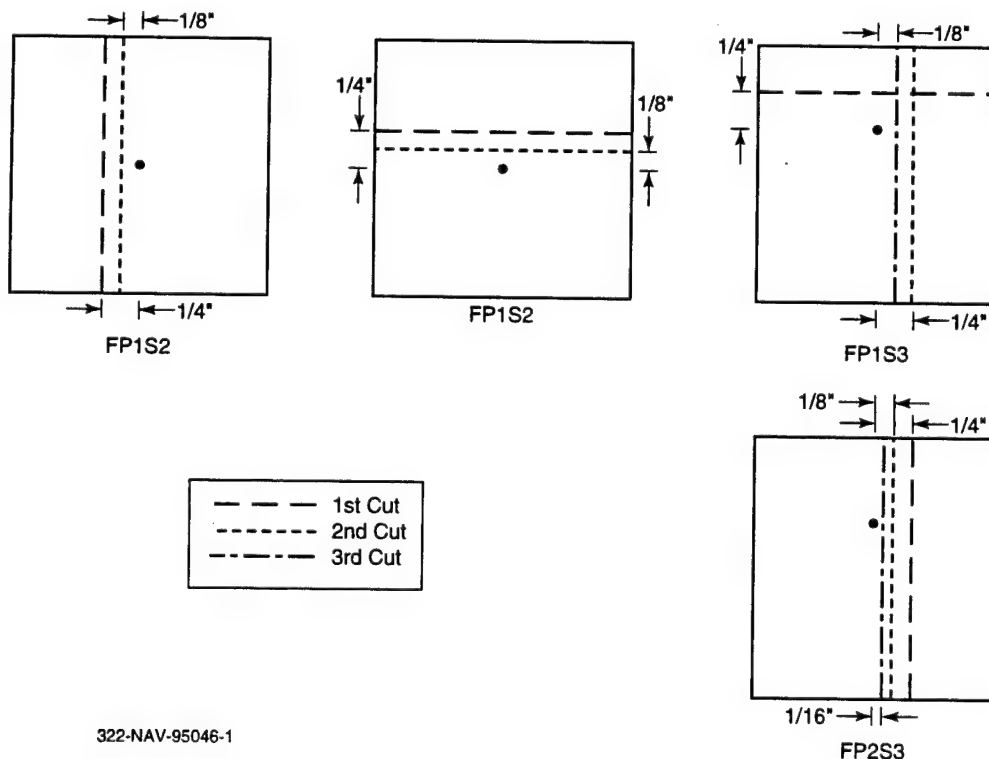 1/8"
1/4"
FP1S2
1/4"
1/8"
FP1S2
1/8"
1/4"
1/4"
FP1S3
1/8"
1/4"
1/16"
FP2S3
1st Cut
2nd Cut
3rd Cut
322-NAV-95046-1